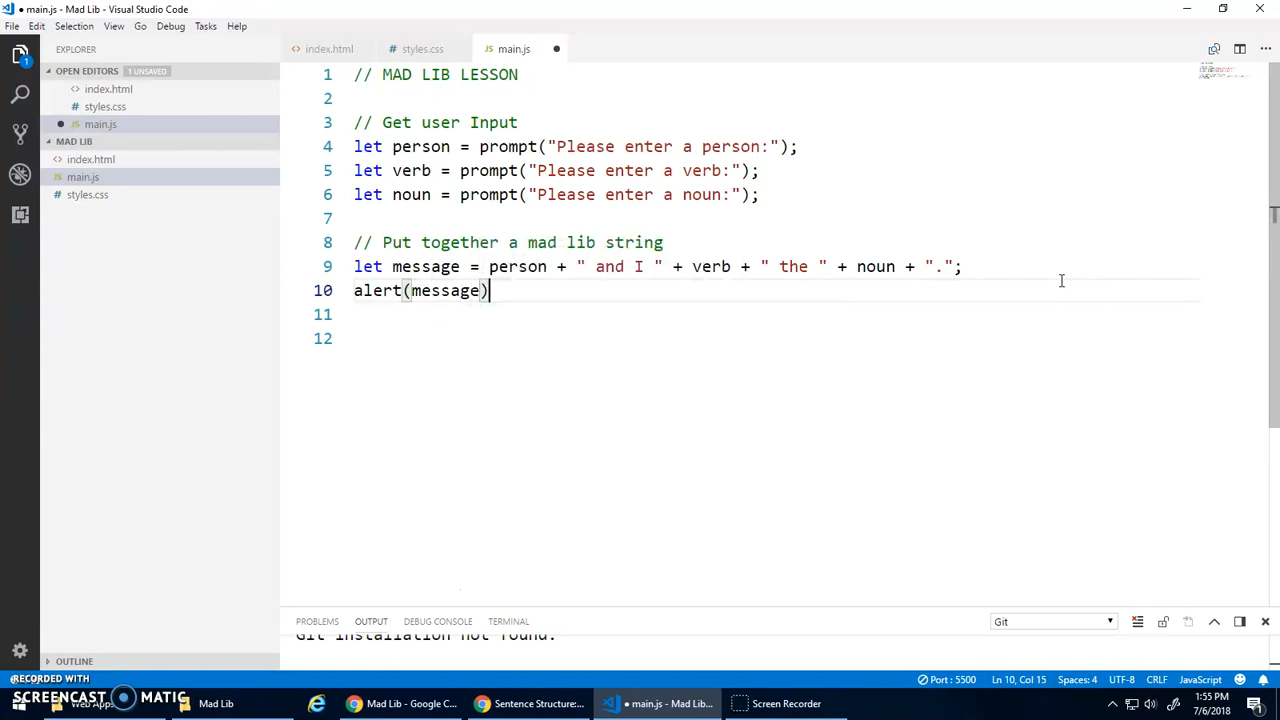 main.js - Mad Lib - Visual Studio Code
File Edit Selection View Go Debug Tasks Help
EXPLORER
index.html
styles.css
main.js
OPEN EDITORS 1 UNSAVED
index.html
styles.css
main.js
MAD LIB
index.html
main.js
styles.css
1 // MAD LIB LESSON
2
3 // Get user Input
4 let person = prompt("Please enter a person:");
5 let verb = prompt("Please enter a verb:");
6 let noun = prompt("Please enter a noun:");
7
8 // Put together a mad lib string
9 let message = person + " and I " + verb + " the " + noun + ".";
10 alert(message)
11
12
PROBLEMS OUTPUT DEBUG CONSOLE TERMINAL
Git
Git installation not found.
OUTLINE
Port : 5500 Ln 10, Col 15 Spaces: 4 UTF-8 CRLF JavaScript
RECORDED WITH
SCREENCAST MATIC
Web Apps
Mad Lib
Mad Lib - Google C...
Sentence Structure:...
main.js - Mad Lib...
Screen Recorder
1:55 PM
7/6/2018